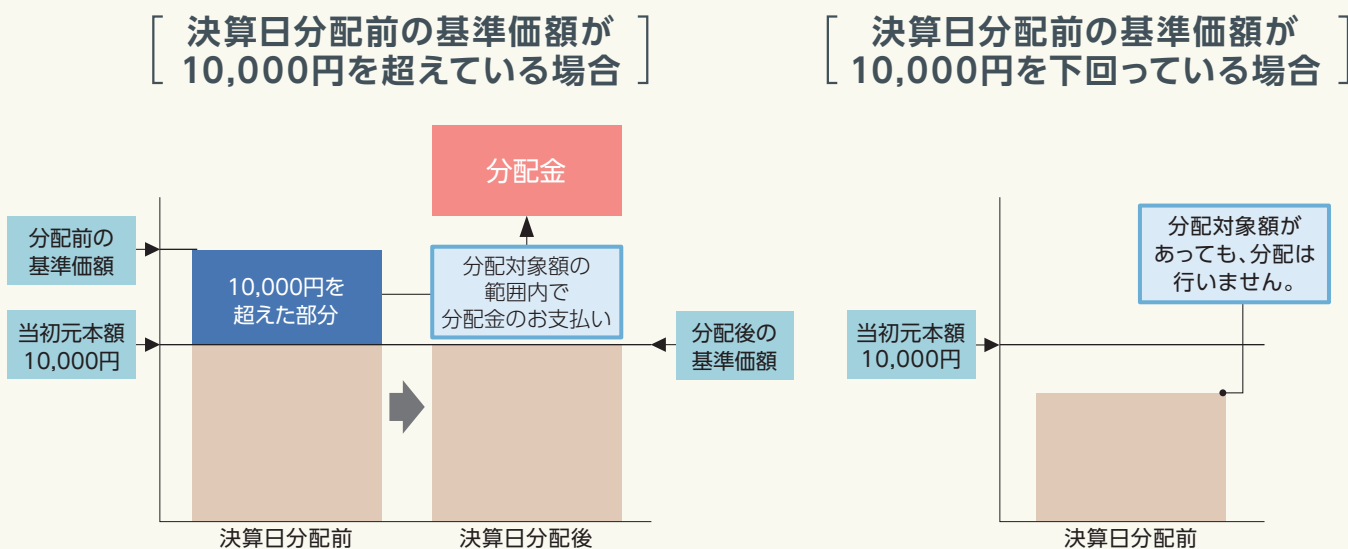 決算日分配前の基準価額が
10,000円を超えている場合
分配金
分配前の
基準価額
10,000円を
超えた部分
分配対象額の
範囲内で
分配金のお支払い
当初元本額
10,000円
分配後の
基準価額
決算日分配前
決算日分配後
決算日分配前の基準価額が
10,000円を下回っている場合
分配対象額が
あっても、分配は
行いません。
当初元本額
10,000円
決算日分配前